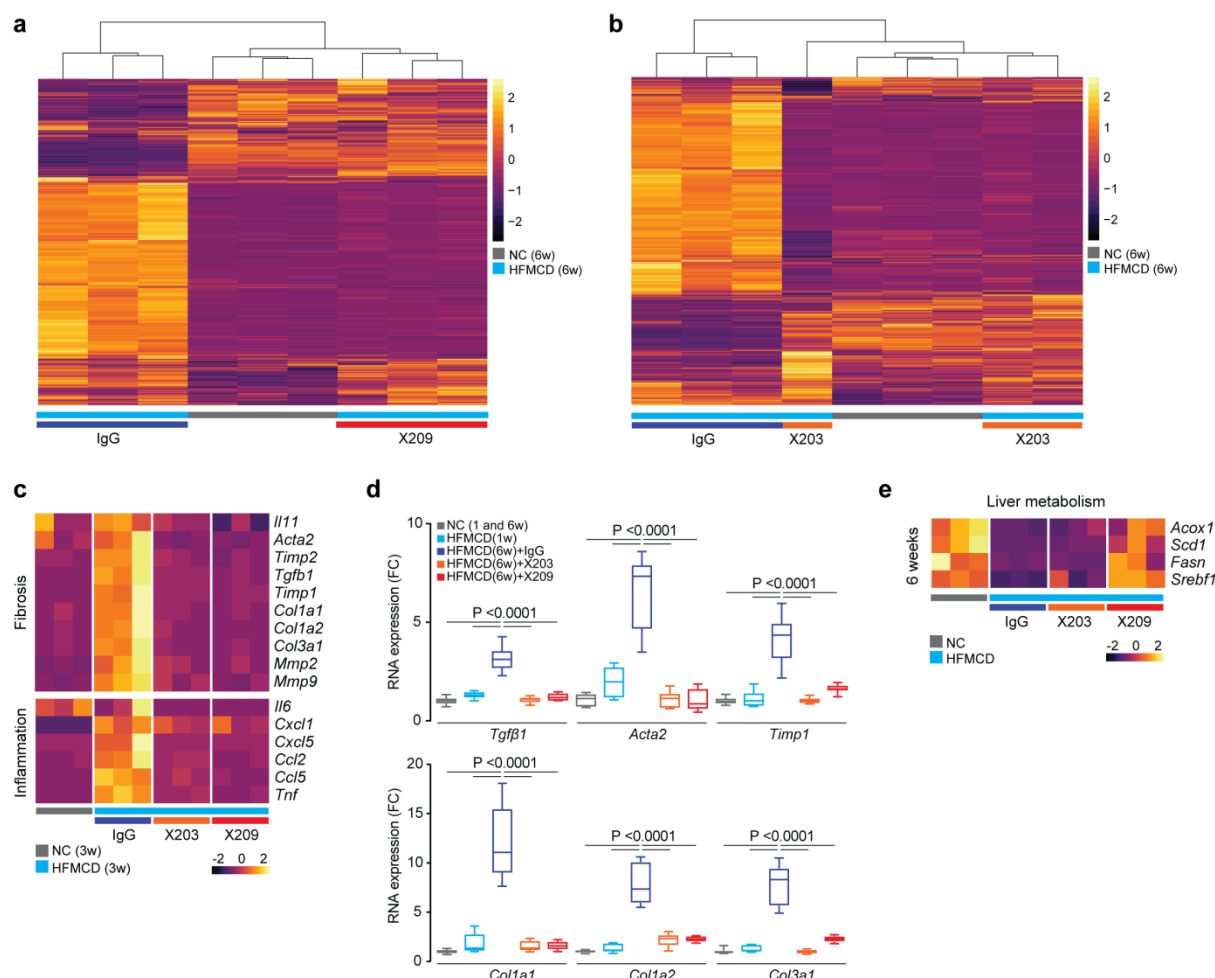 a
2
1
0
−1
−2
NC (6w)
HFMCD (6w)
IgG
X209
b
2
1
0
−1
−2
NC (6w)
HFMCD (6w)
IgG
X203
X203
c
Fibrosis
Il11
Acta2
Timp2
Tgfb1
Timp1
Col1a1
Col1a2
Col3a1
Mmp2
Mmp9
Inflammation
Il6
Cxcl1
Cxcl5
Ccl2
Ccl5
Tnf
IgG
X203
X209
NC (3w)
HFMCD (3w)
-2 0 2
d
RNA expression (FC)
10
5
0
NC (1 and 6w)
HFMCD(1w)
HFMCD(6w)+IgG
HFMCD(6w)+X203
HFMCD(6w)+X209
P <0.0001
P <0.0001
P <0.0001
Tgfβ1
Acta2
Timp1
RNA expression (FC)
20
15
10
5
0
P <0.0001
P <0.0001
P <0.0001
Col1a1
Col1a2
Col3a1
e
Liver metabolism
6 weeks
Acox1
Scd1
Fasn
Srebf1
IgG
X203
X209
NC
HFMCD
-2 0 2